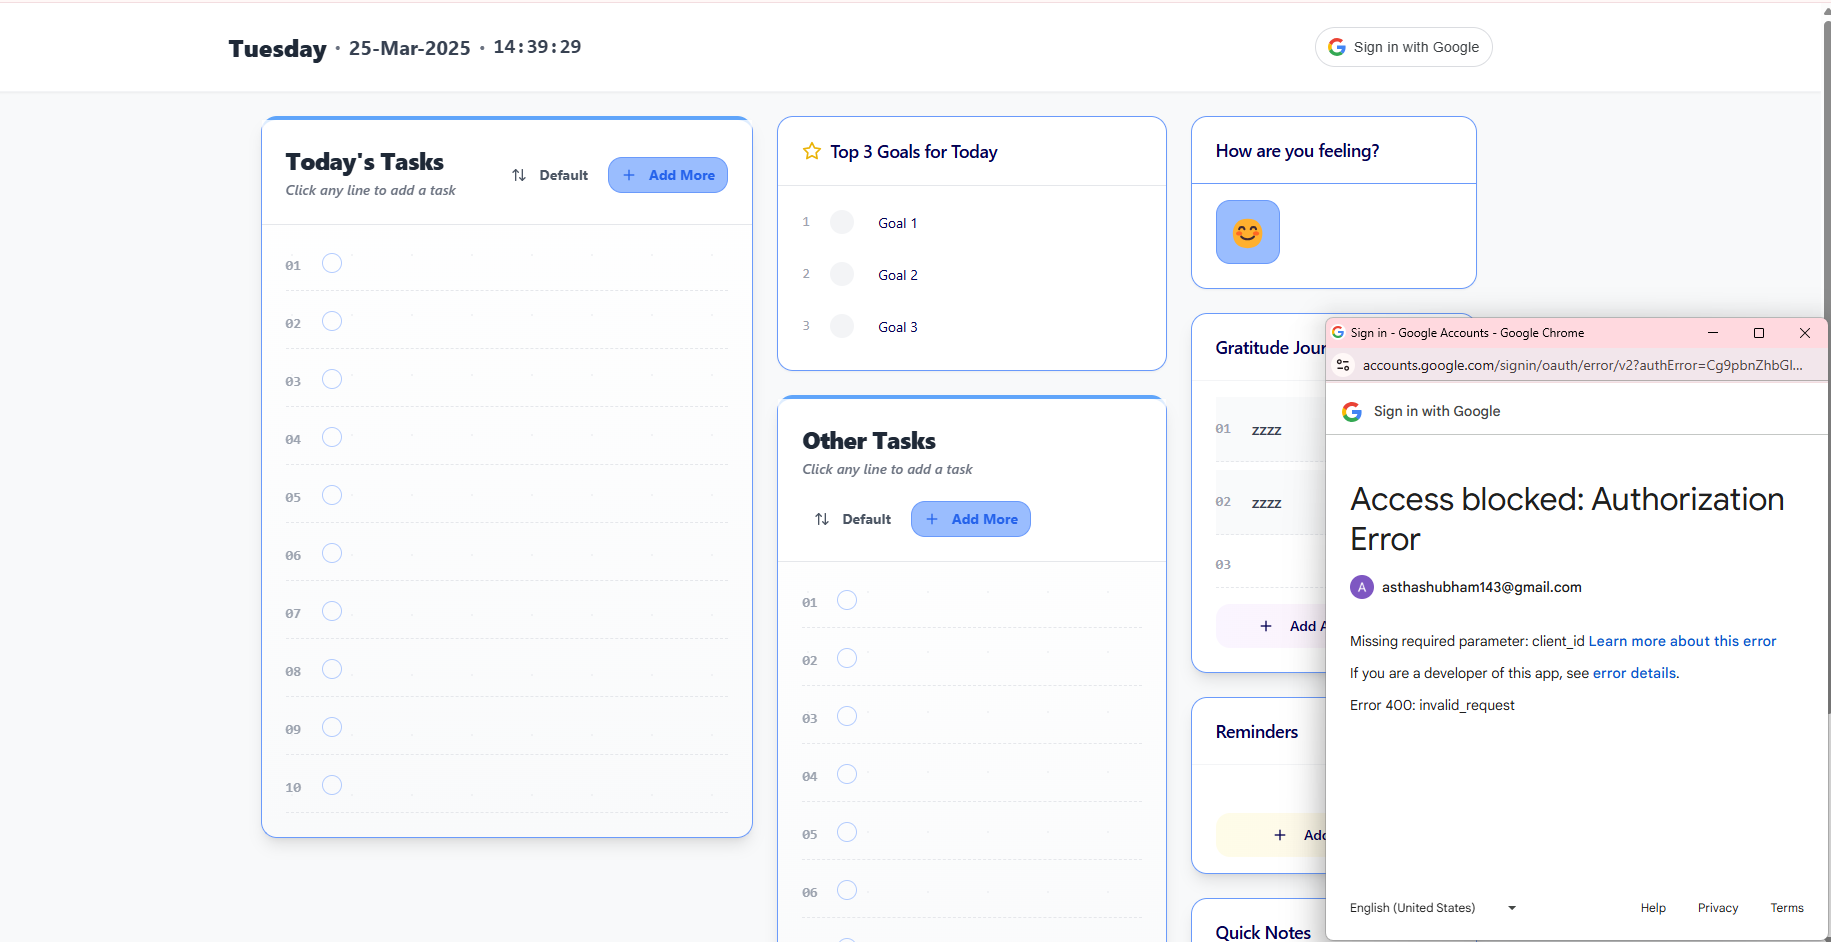 Tuesday • 25-Mar-2025 • 14:39:29
Sign in with Google
Today's Tasks
Click any line to add a task
Default
+ Add More
01
02
03
04
05
06
07
08
09
10
Top 3 Goals for Today
1 Goal 1
2 Goal 2
3 Goal 3
Other Tasks
Click any line to add a task
Default
+ Add More
01
02
03
04
05
06
How are you feeling?
Gratitude Jour
01 zzzz
02 zzzz
03
+ Add A
Reminders
+ Add
Quick Notes
Sign in - Google Accounts - Google Chrome
accounts.google.com/signin/oauth/error/v2?authError=Cg9pbnZhbGl...
Sign in with Google
Access blocked: Authorization
Error
A asthashubham143@gmail.com
Missing required parameter: client_id Learn more about this error
If you are a developer of this app, see error details.
Error 400: invalid_request
English (United States)
Help Privacy Terms